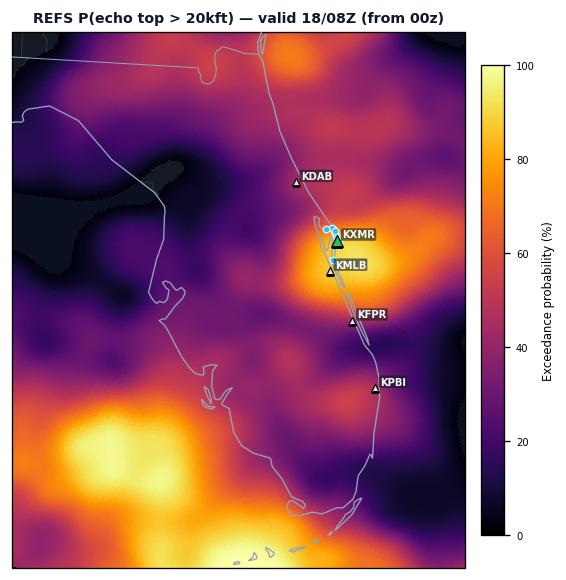 REFS P(echo top > 20kft) — valid 18/08Z (from 00z)
KDAB
KXMR
KMLB
KFPR
KPBI
100
80
60
40
20
0
Exceedance probability (%)